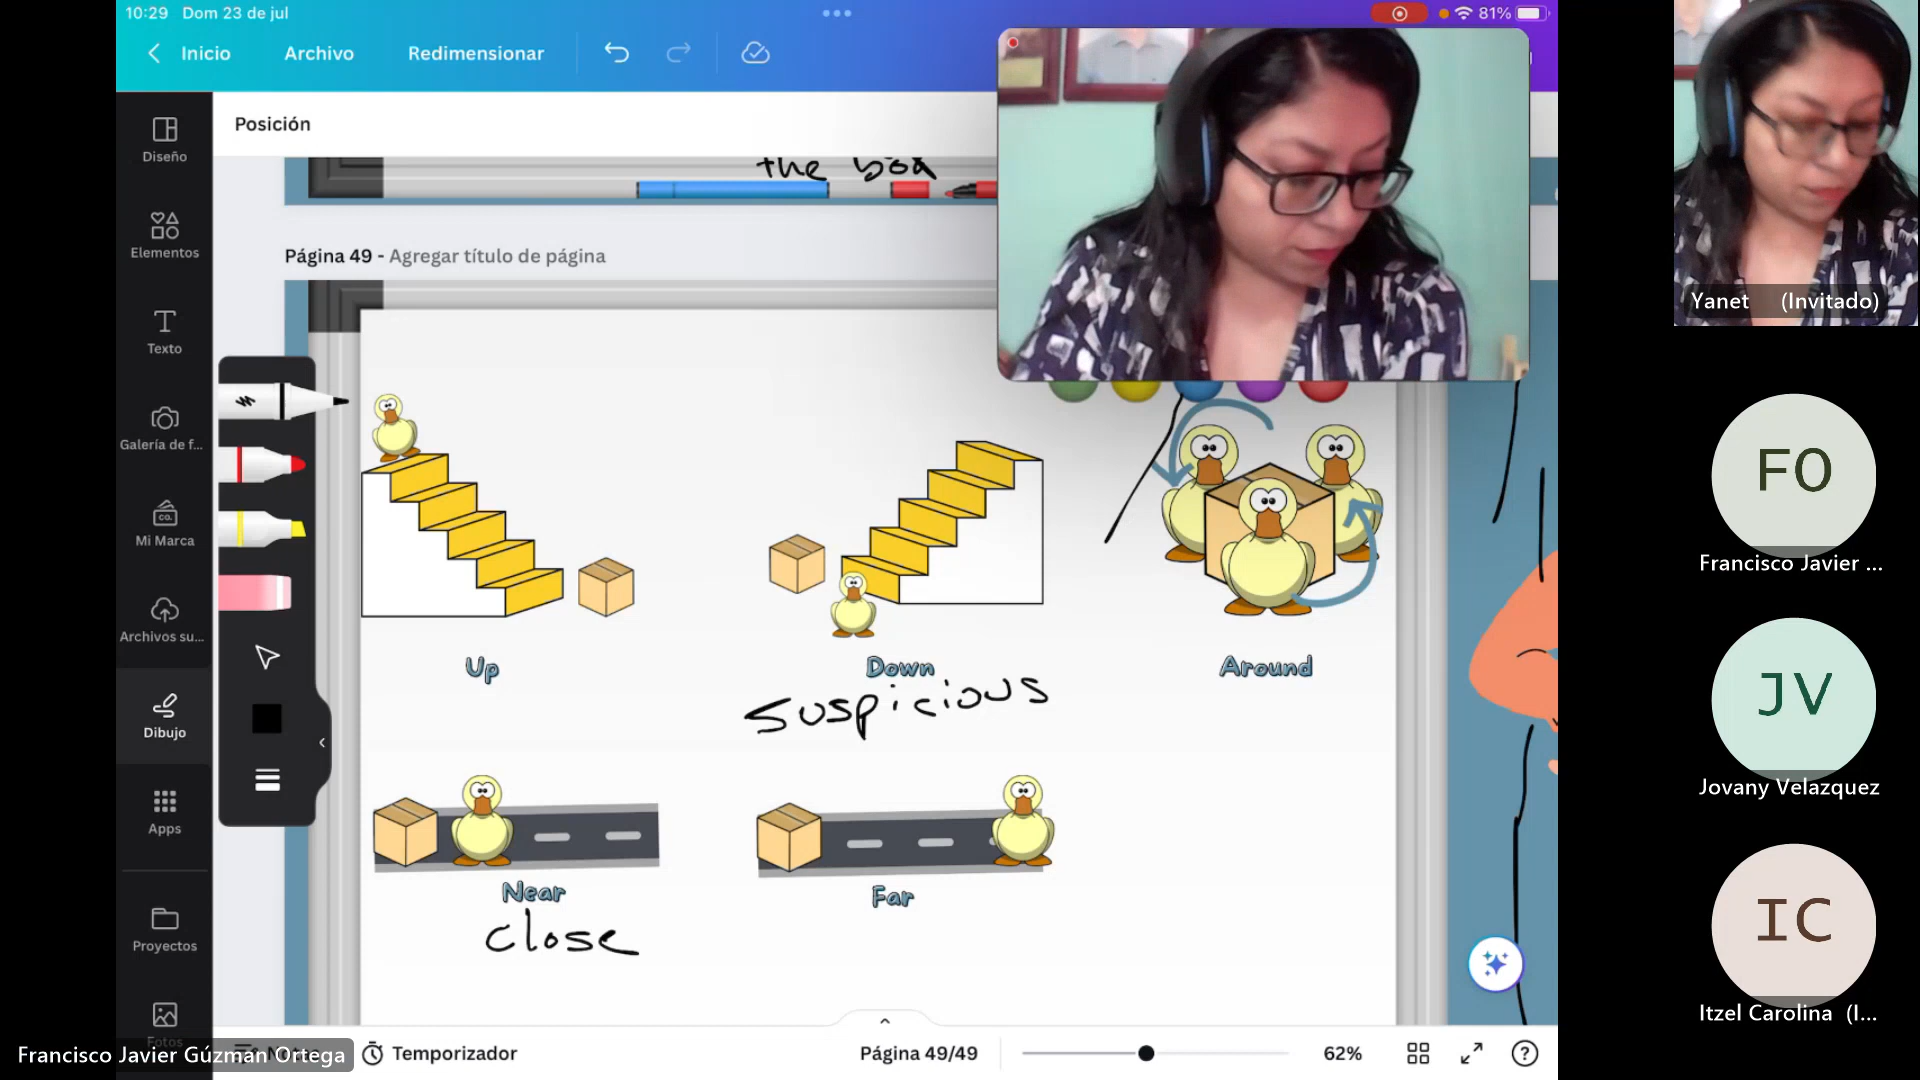 10:29 Dom 23 de jul
81%
Inicio
Archivo
Redimensionar
Posición
Diseño
Elementos
Texto
Galería de f...
Mi Marca
Archivos su...
Dibujo
Apps
Proyectos
Fotos
the box
Página 49 - Agregar título de página
Up
Down
Around
suspicious
Near
Far
close
Temporizador
Página 49/49
62%
Francisco Javier Gúzman Ortega
Yanet (Invitado)
FO
Francisco Javier ...
JV
Jovany Velazquez
IC
Itzel Carolina (I...